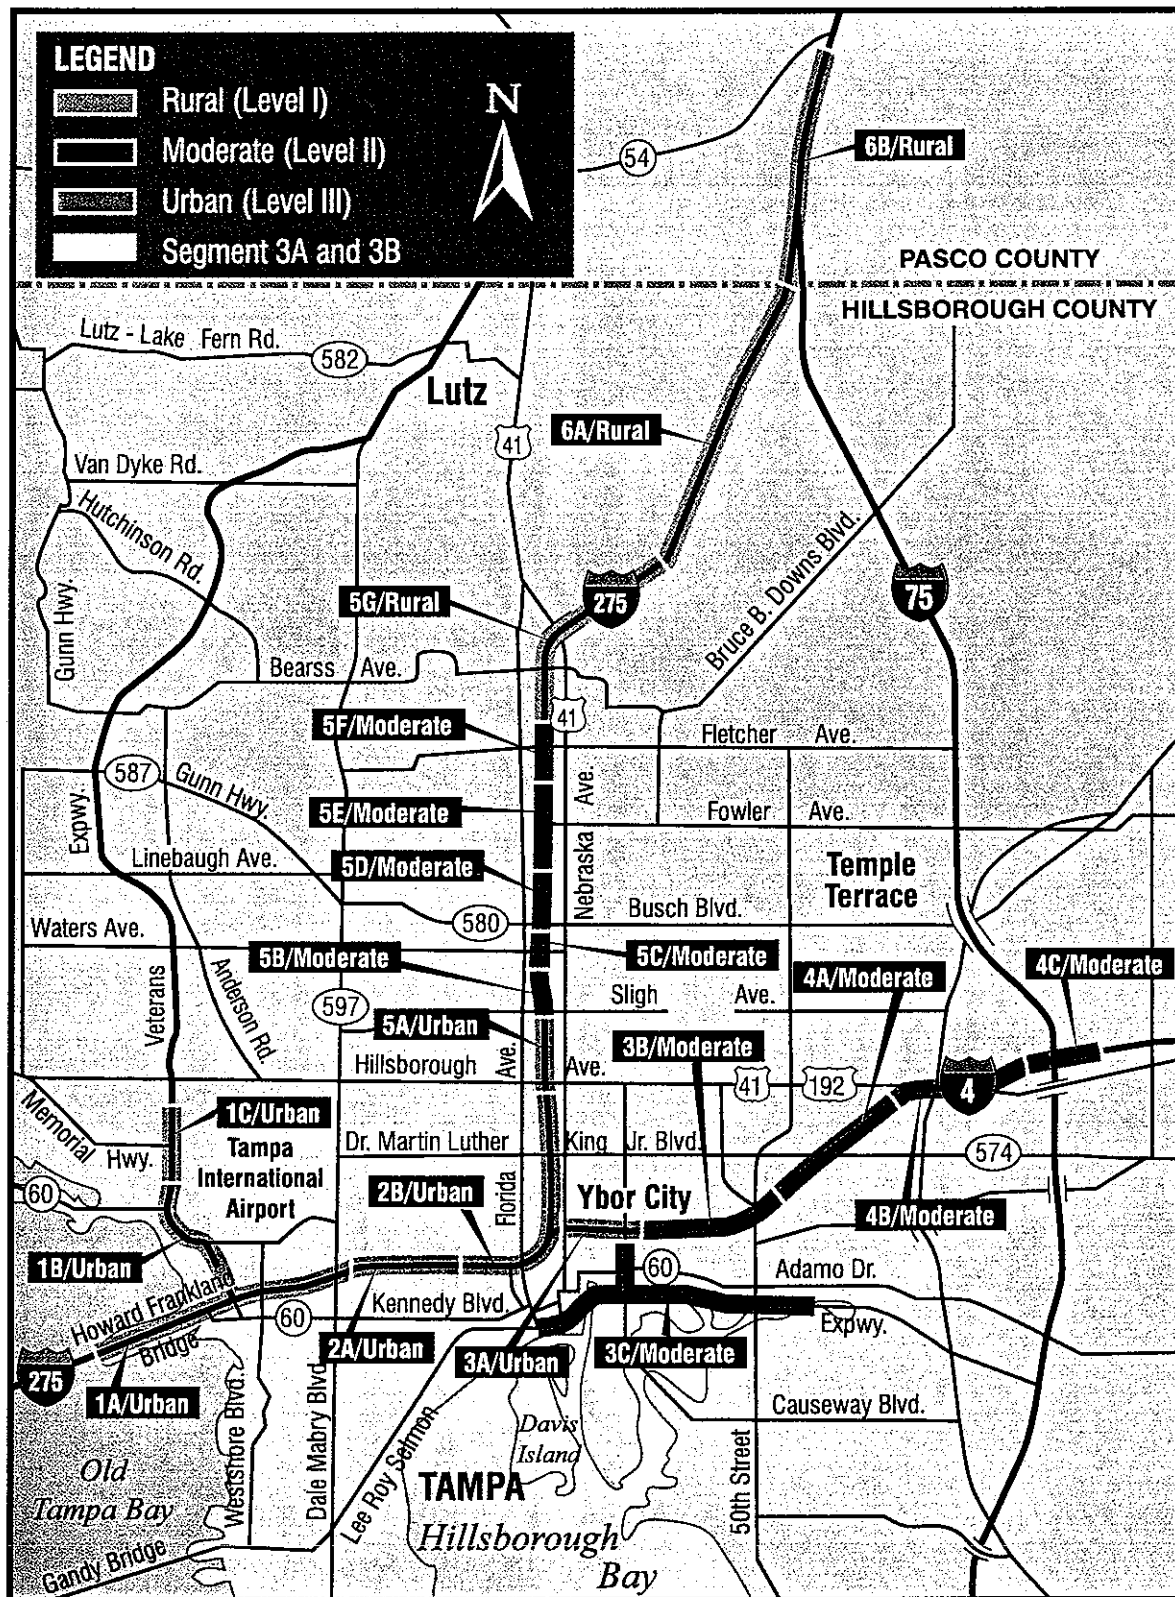 LEGEND
Rural (Level I)
Moderate (Level II)
Urban (Level III)
Segment 3A and 3B
N
54
6B/Rural
PASCO COUNTY
HILLSBOROUGH COUNTY
Lutz - Lake Fern Rd.
582
Lutz
41
6A/Rural
Van Dyke Rd.
Hutchinson Rd.
Gunn Hwy.
Bruce B. Downs Blvd.
275
75
5G/Rural
Bearss Ave.
41
5F/Moderate
Fletcher Ave.
587
Gunn Hwy.
Expwy.
5E/Moderate
Ave.
Fowler Ave.
Linebaugh Ave.
5D/Moderate
Nebraska
Temple
Terrace
580
Busch Blvd.
Waters Ave.
5B/Moderate
5C/Moderate
4A/Moderate
4C/Moderate
Veterans
Anderson Rd.
597
Sligh Ave.
5A/Urban
3B/Moderate
Hillsborough Ave. Ave.
41
192
4
Memorial
Hwy.
1C/Urban
Tampa
International
Airport
Dr. Martin Luther King Jr. Blvd.
574
60
2B/Urban
Florida
Ybor City
4B/Moderate
1B/Urban
60
Adamo Dr.
Howard Frankland
Bridge
60
Kennedy Blvd.
Expwy.
275
1A/Urban
2A/Urban
3A/Urban
3C/Moderate
Westshore Blvd.
Dale Mabry Blvd.
Lee Roy Selmon
Davis
Island
Causeway Blvd.
50th Street
Old
Tampa Bay
TAMPA
Hillsborough
Bay
Gandy Bridge